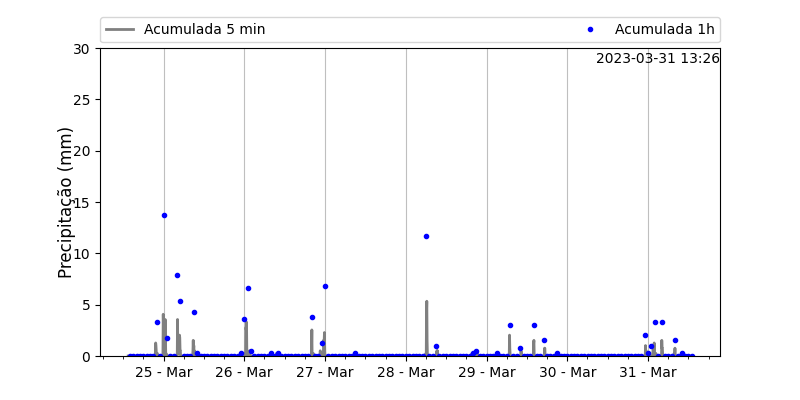 Acumulada 5 min
Acumulada 1h
2023-03-31 13:26
Precipitação (mm)
30
25
20
15
10
5
0
25 - Mar
26 - Mar
27 - Mar
28 - Mar
29 - Mar
30 - Mar
31 - Mar